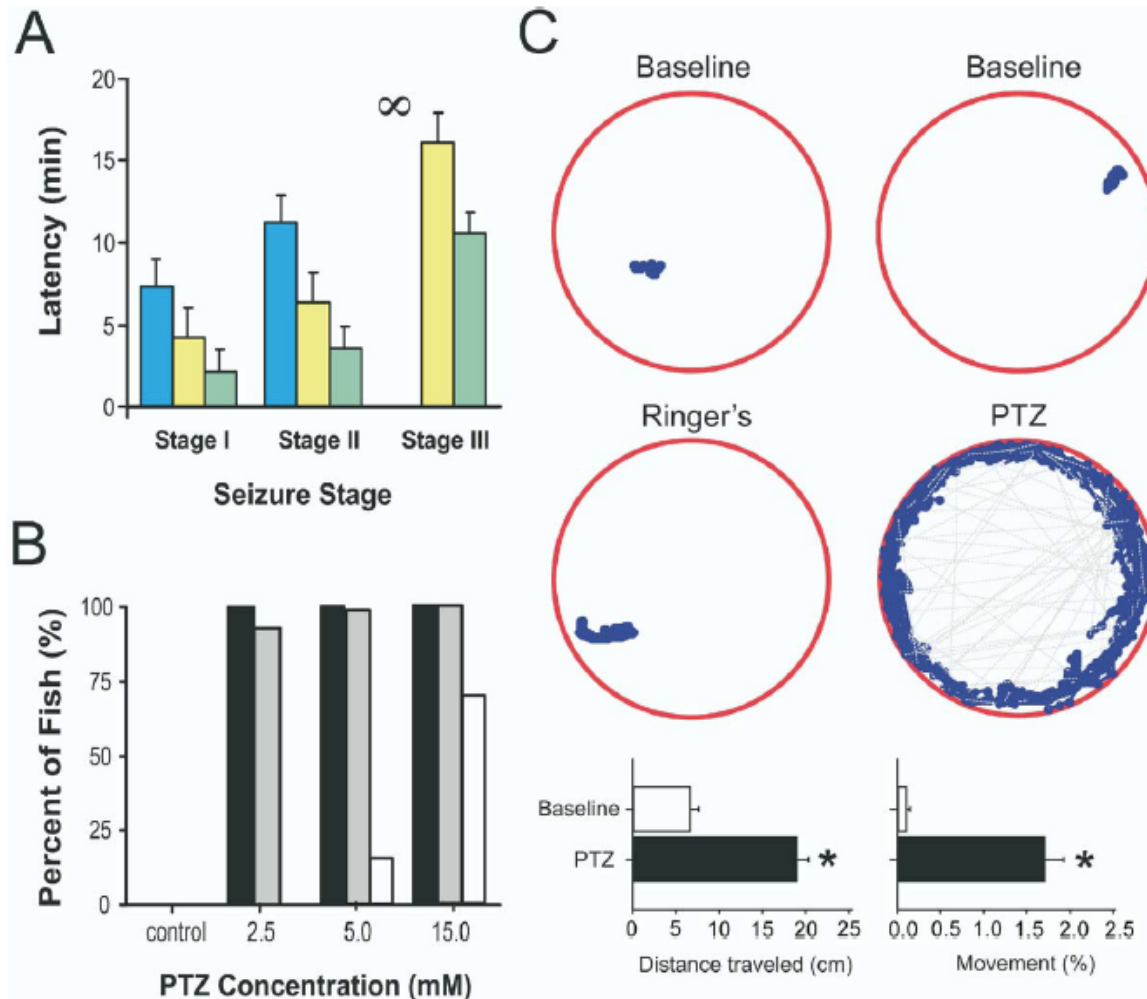 A
20
15
10
5
0
Latency (min)
∞
Stage I
Stage II
Stage III
Seizure Stage
B
100
75
50
25
0
Percent of Fish (%)
control
2.5
5.0
15.0
PTZ Concentration (mM)
C
Baseline
Baseline
Ringer's
PTZ
Baseline
PTZ
*
*
0 5 10 15 20 25
0.0 0.5 1.0 1.5 2.0 2.5
Distance traveled (cm)
Movement (%)